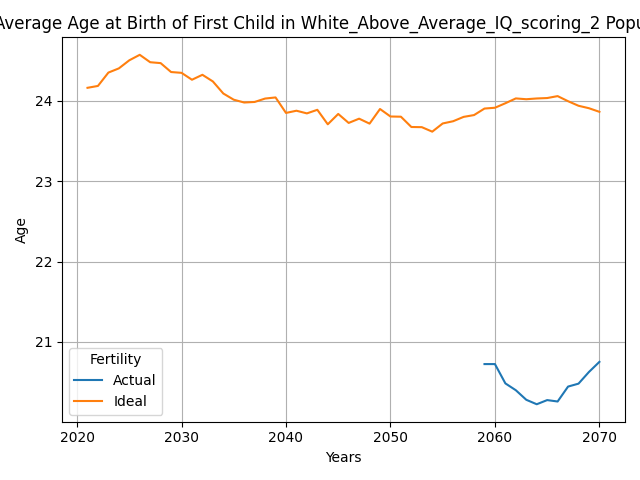 Average Age at Birth of First Child in White_Above_Average_IQ_scoring_2
Age
24
23
22
21
Fertility
Actual
Ideal
2020 2030 2040 2050 2060 2070
Years